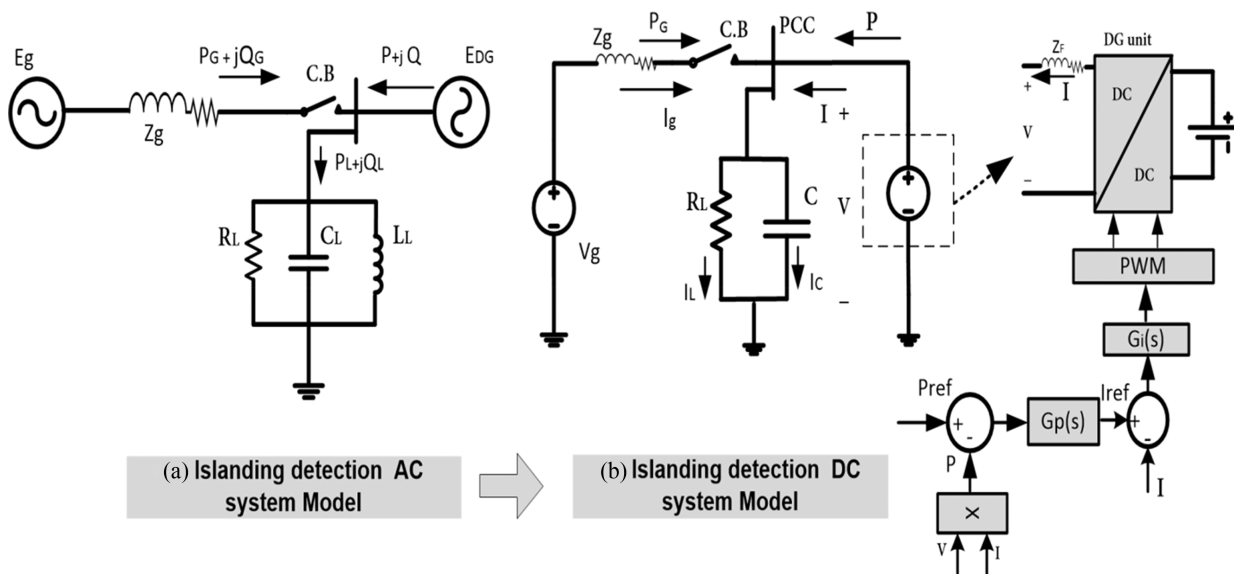 Eg
PG+jQG
C.B
P+j Q
EDG
Zg
PL+jQL
RL
CL
LL
Zg
PG
C.B
PCC
P
Ig
I
+
RL
C
V
Vg
+
-
IL
IC
–
+
-
ZF
I
+
V
–
DG unit
DC
DC
+
PWM
Gi(s)
Pref
+
-
P
Gp(s)
Iref
+
-
I
X
V
I
(a) Islanding detection AC
system Model
(b) Islanding detection DC
system Model